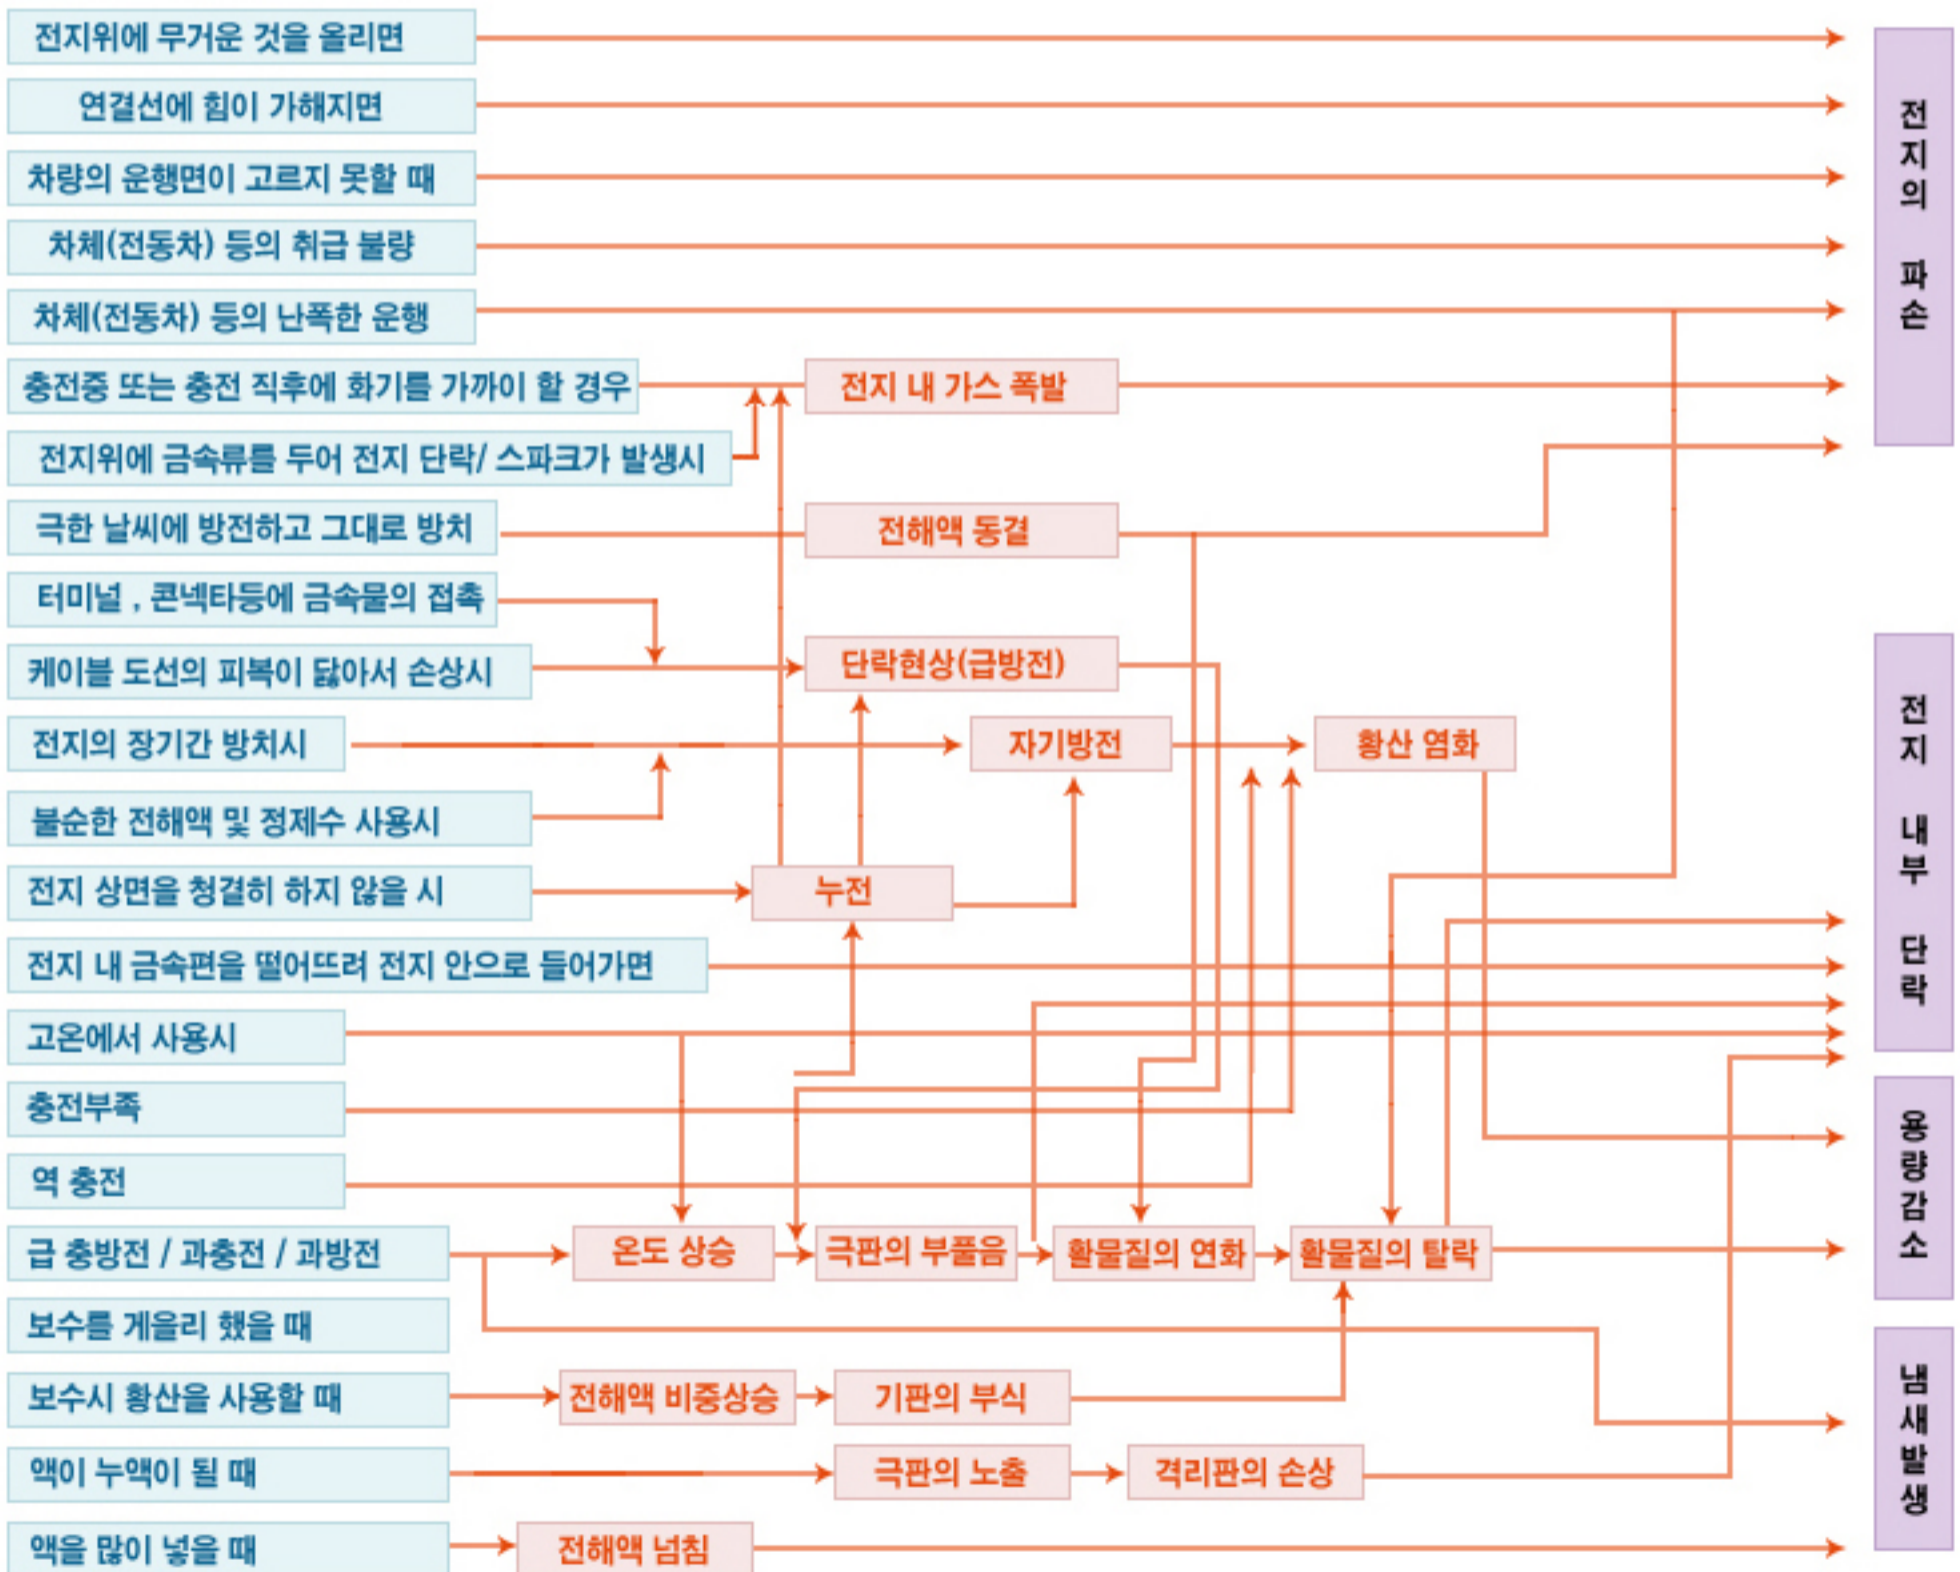 전지위에 무거운 것을 올리면
연결선에 힘이 가해지면
차량의 운행면이 고르지 못할 때
차체(전동차) 등의 취급 불량
차체(전동차) 등의 난폭한 운행
충전중 또는 충전 직후에 화기를 가까이 할 경우
전지 내 가스 폭발
전지위에 금속류를 두어 전지 단락/ 스파크가 발생시
전지의 파손
극한 날씨에 방전하고 그대로 방치
전해액 동결
터미널 , 콘넥타등에 금속물의 접촉
케이블 도선의 피복이 닳아서 손상시
단락현상(급방전)
전지의 장기간 방치시
자기방전
황산 염화
불순한 전해액 및 정제수 사용시
전지 상면을 청결히 하지 않을 시
누전
전지 내 금속편을 떨어뜨려 전지 안으로 들어가면
전지 내부 단락
고온에서 사용시
충전부족
역 충전
급 충방전 / 과충전 / 과방전
온도 상승
극판의 부풀음
활물질의 연화
활물질의 탈락
용량감소
보수를 게을리 했을 때
보수시 황산을 사용할 때
전해액 비중상승
기판의 부식
액이 누액이 될 때
극판의 노출
격리판의 손상
냄새발생
액을 많이 넣을 때
전해액 넘침